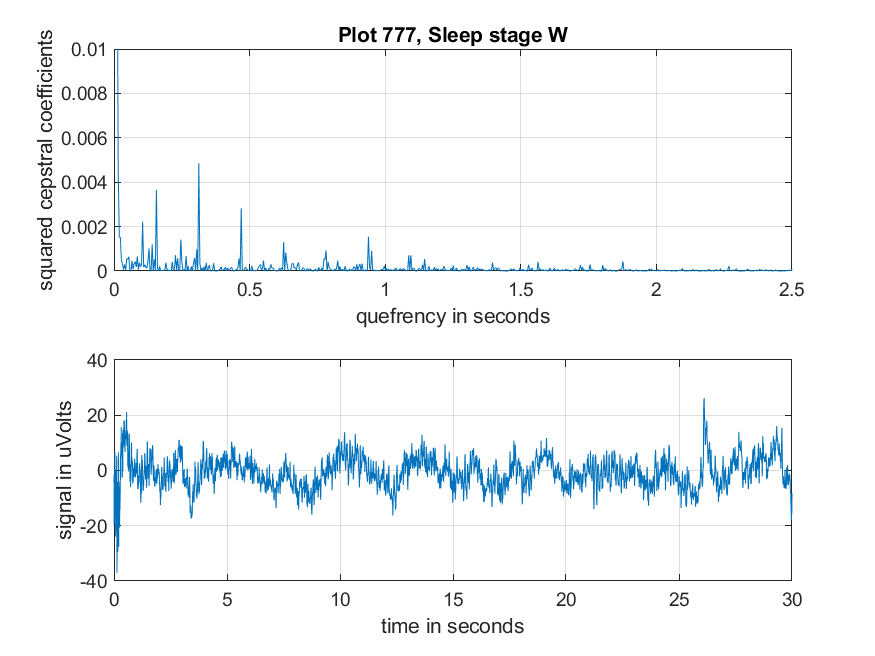 Plot 777, Sleep stage W
squared cepstral coefficients
0.01
0.008
0.006
0.004
0.002
0
0 0.5 1 1.5 2 2.5
quefrency in seconds
signal in uVolts
40
20
0
-20
-40
0 5 10 15 20 25 30
time in seconds